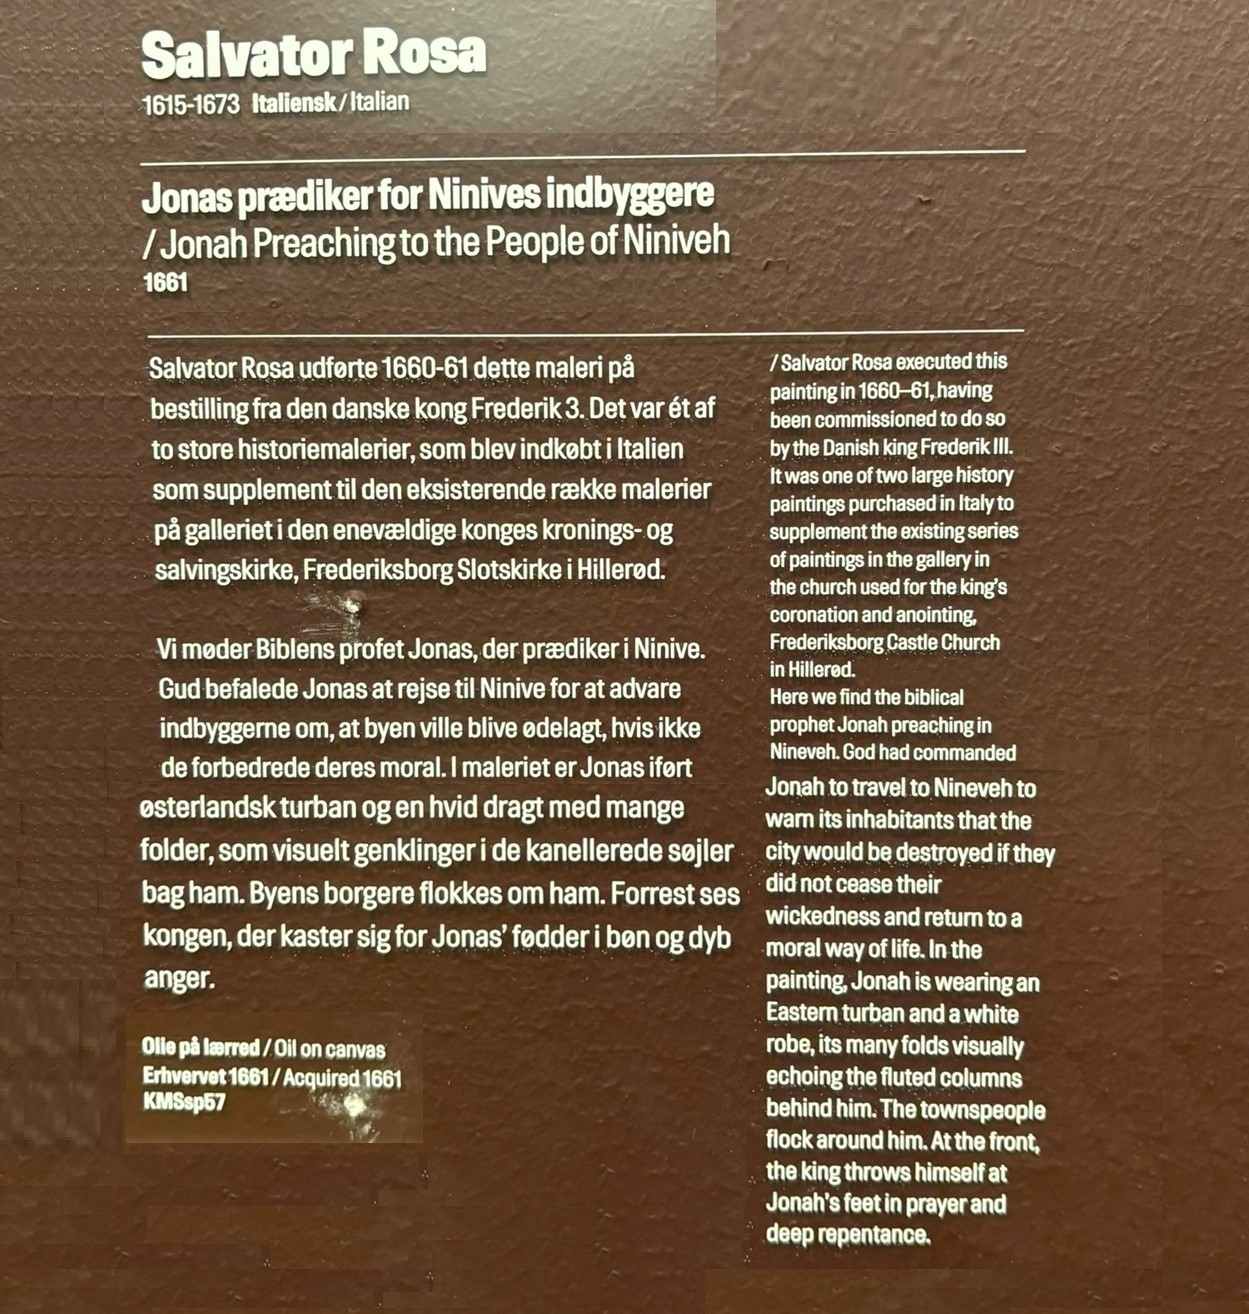 Salvator Rosa
1615-1673 Italiensk / Italian
Jonas prædiker for Ninives indbyggere
/ Jonah Preaching to the People of Niniveh
1661
Salvator Rosa udførte 1660-61 dette maleri på
bestilling fra den danske kong Frederik 3. Det var ét af
to store historiemalerier, som blev indkøbt i Italien
som supplement til den eksisterende række malerier
på galleriet i den enevældige konges kronings- og
salvingskirke, Frederiksborg Slotskirke i Hillerød.
Vi møder Biblens profet Jonas, der prædiker i Ninive.
Gud befalede Jonas at rejse til Ninive for at advare
indbyggerne om, at byen ville blive ødelagt, hvis ikke
de forbedrede deres moral. I maleriet er Jonas iført
østerlandsk turban og en hvid dragt med mange
folder, som visuelt genklinger i de kanellerede søjler
bag ham. Byens borgere flokkes om ham. Forrest ses
kongen, der kaster sig for Jonas' fødder i bøn og dyb
anger.
Olie på lærred / Oil on canvas
Erhvervet 1661 / Acquired 1661
KMSsp57
/ Salvator Rosa executed this
painting in 1660–61, having
been commissioned to do so
by the Danish king Frederik III.
It was one of two large history
paintings purchased in Italy to
supplement the existing series
of paintings in the gallery in
the church used for the king's
coronation and anointing,
Frederiksborg Castle Church
in Hillerød.
Here we find the biblical
prophet Jonah preaching in
Nineveh. God had commanded
Jonah to travel to Nineveh to
warn its inhabitants that the
city would be destroyed if they
did not cease their
wickedness and return to a
moral way of life. In the
painting, Jonah is wearing an
Eastern turban and a white
robe, its many folds visually
echoing the fluted columns
behind him. The townspeople
flock around him. At the front,
the king throws himself at
Jonah's feet in prayer and
deep repentance.